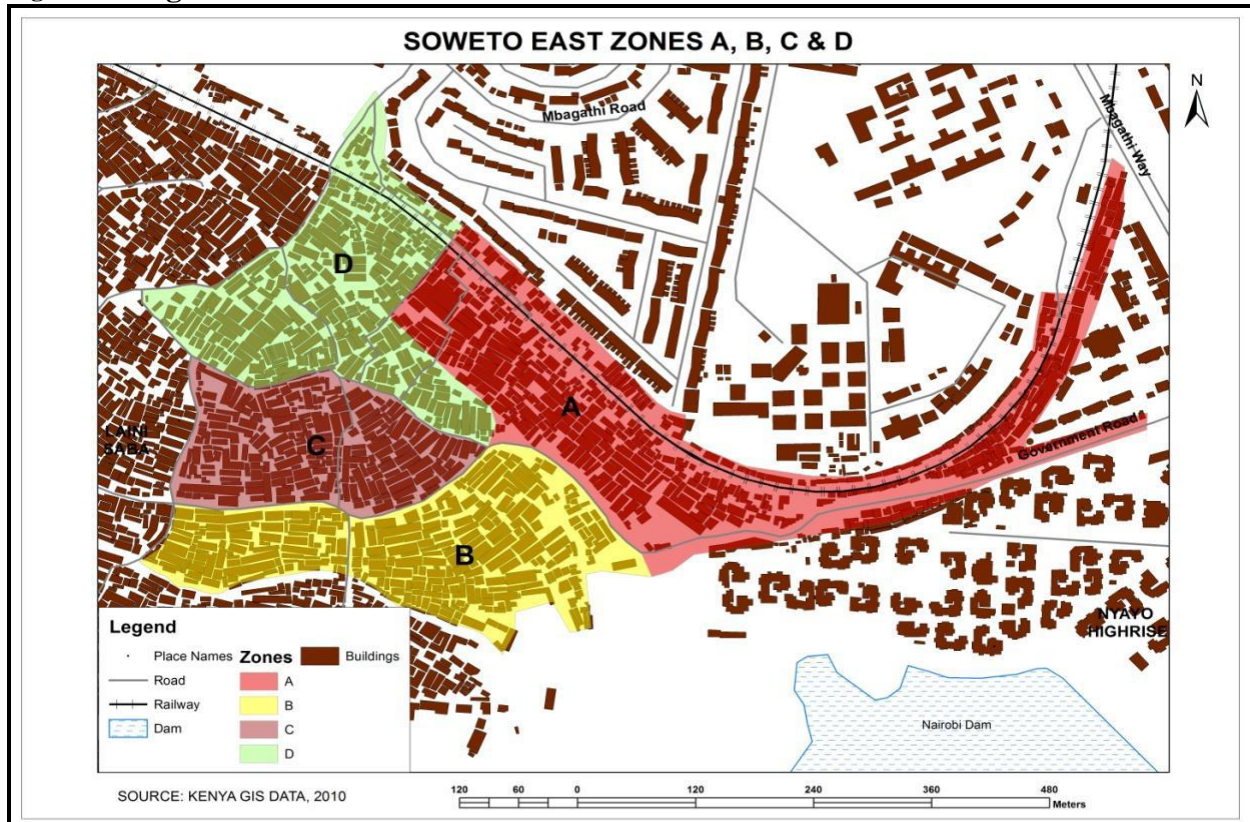 SOWETO EAST ZONES A, B, C & D
N
Mbagathi Road
Mbagathi Way
D
A
C
B
LAINI
SABA
Government Road
NYAYO
HIGHRISE
Nairobi Dam
Legend
Place Names
Road
Railway
Dam
Zones
A
B
C
D
Buildings
SOURCE: KENYA GIS DATA, 2010
120 60 0 120 240 360 480
Meters